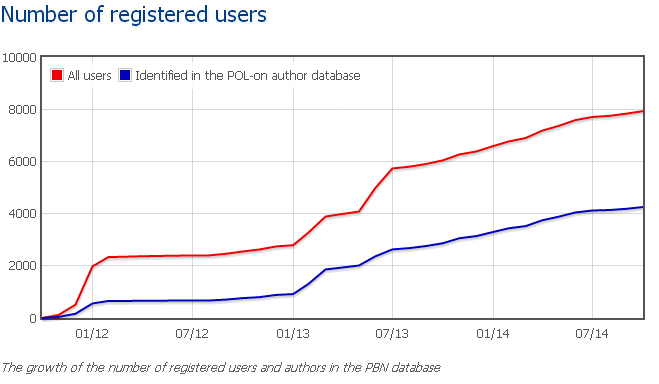 Number of registered users
10000
All users Identified in the POL-on author database
8000
6000
4000
2000
0
01/12 07/12 01/13 07/13 01/14 07/14
The growth of the number of registered users and authors in the PBN database